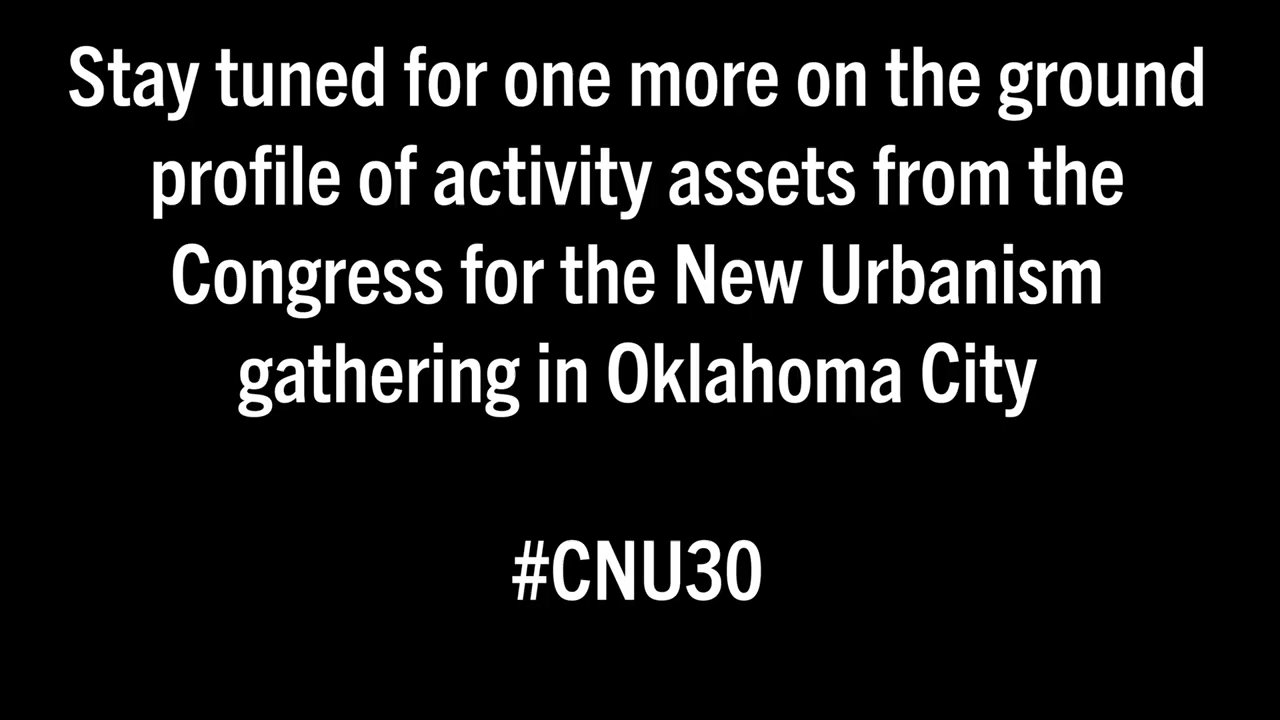 Stay tuned for one more on the ground
profile of activity assets from the
Congress for the New Urbanism
gathering in Oklahoma City
#CNU30